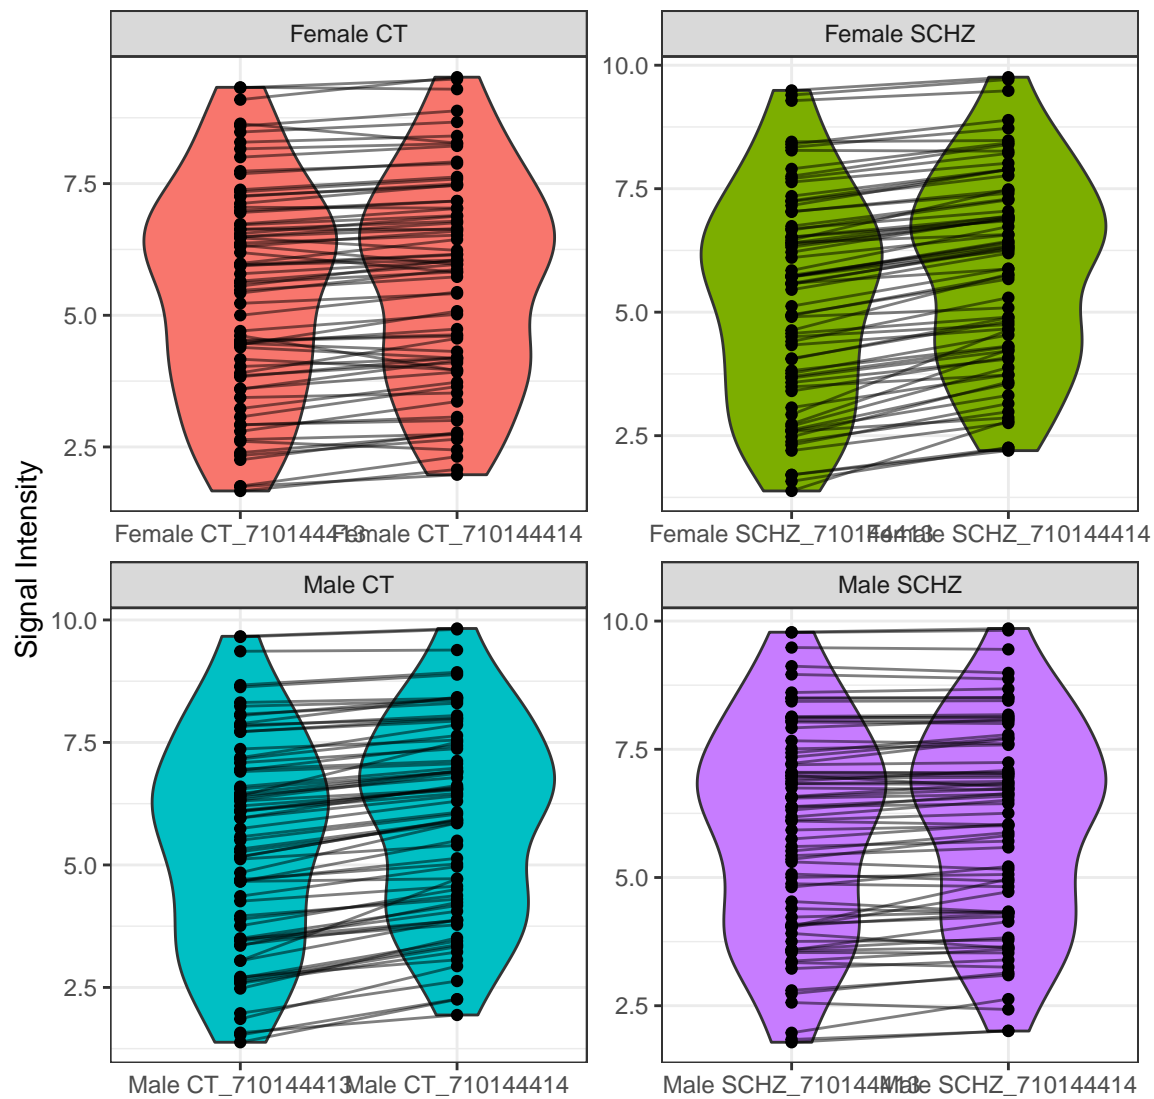 Female CT
Female SCHZ
10.0
7.5
7.5
5.0
5.0
2.5
2.5
Female CT_710144413
Female CT_710144414
Female SCHZ_710144413
Female SCHZ_710144414
Signal Intensity
Male CT
Male SCHZ
10.0
10.0
7.5
7.5
5.0
5.0
2.5
2.5
Male CT_710144413
Male CT_710144414
Male SCHZ_710144413
Male SCHZ_710144414